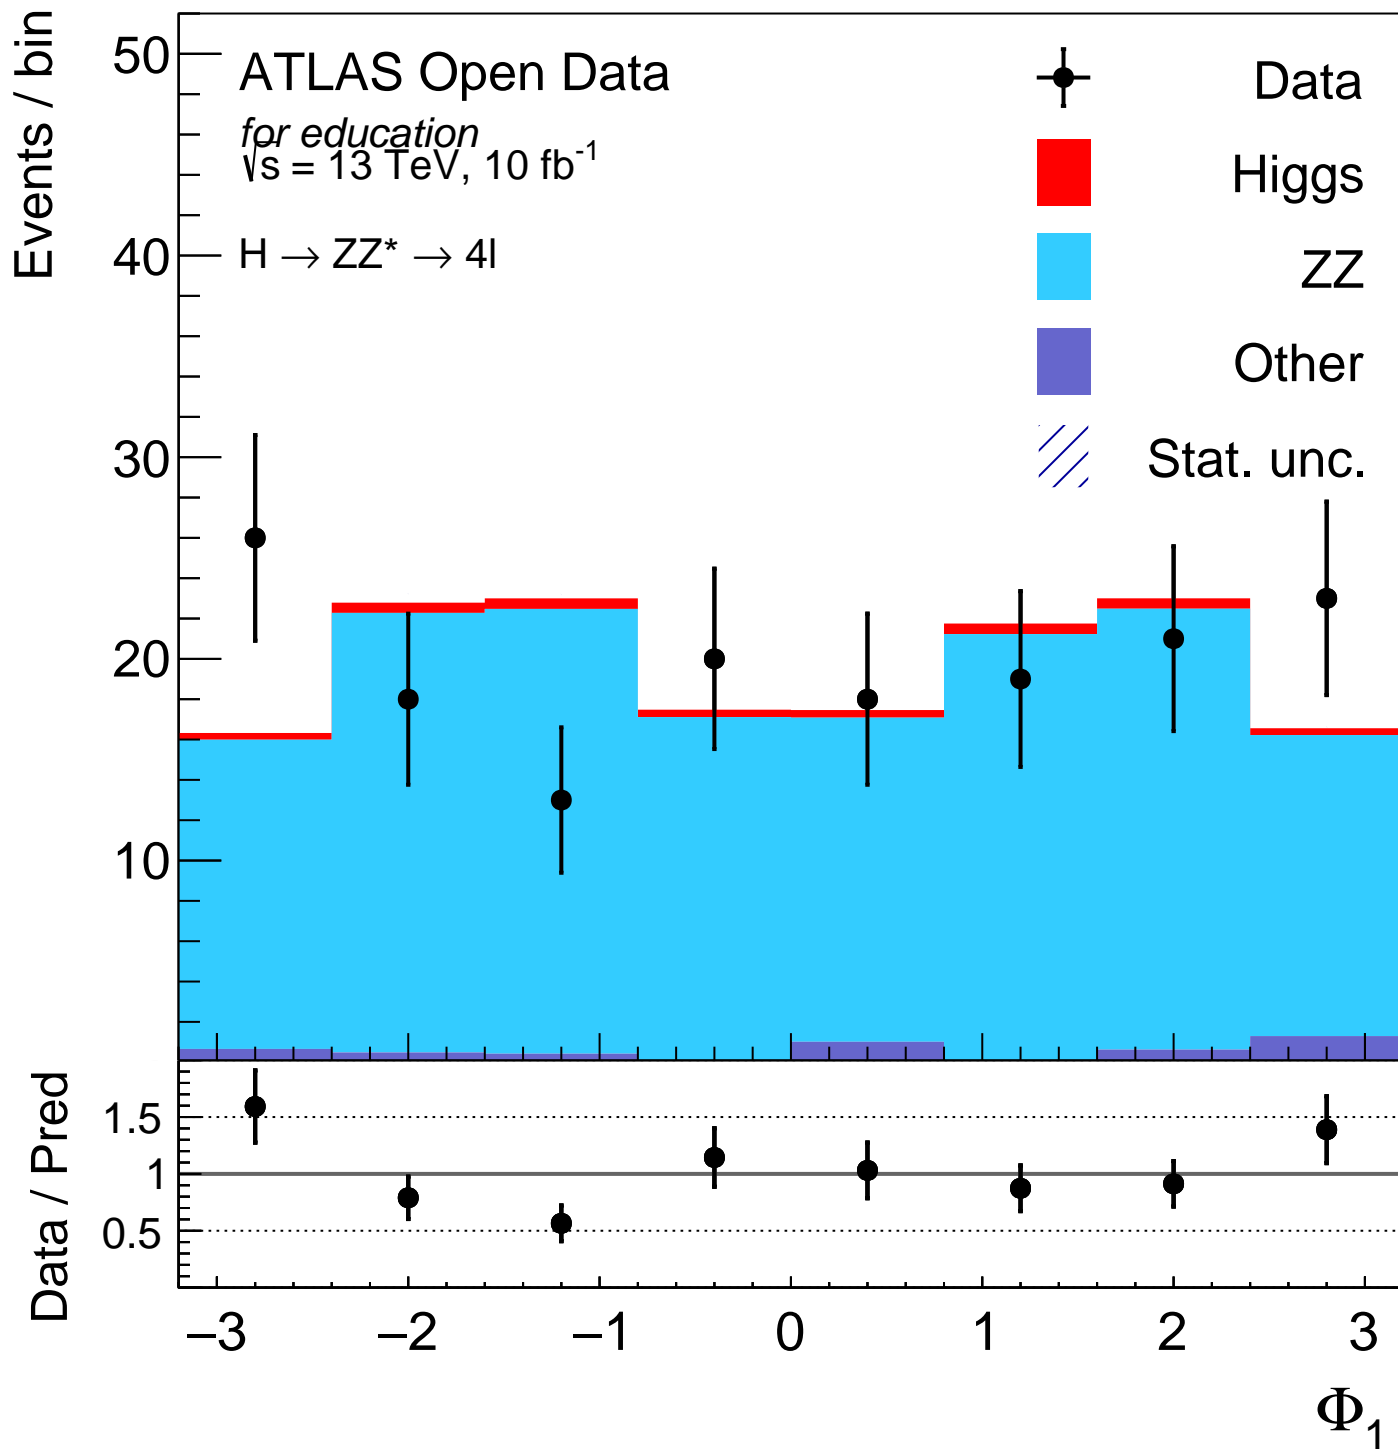 Events / bin
50
40
30
20
10
ATLAS Open Data
for education
√s = 13 TeV, 10 fb⁻¹
H → ZZ* → 4l
Data
Higgs
ZZ
Other
Stat. unc.
Data / Pred
1.5
1
0.5
–3 –2 –1 0 1 2 3
Φ₁